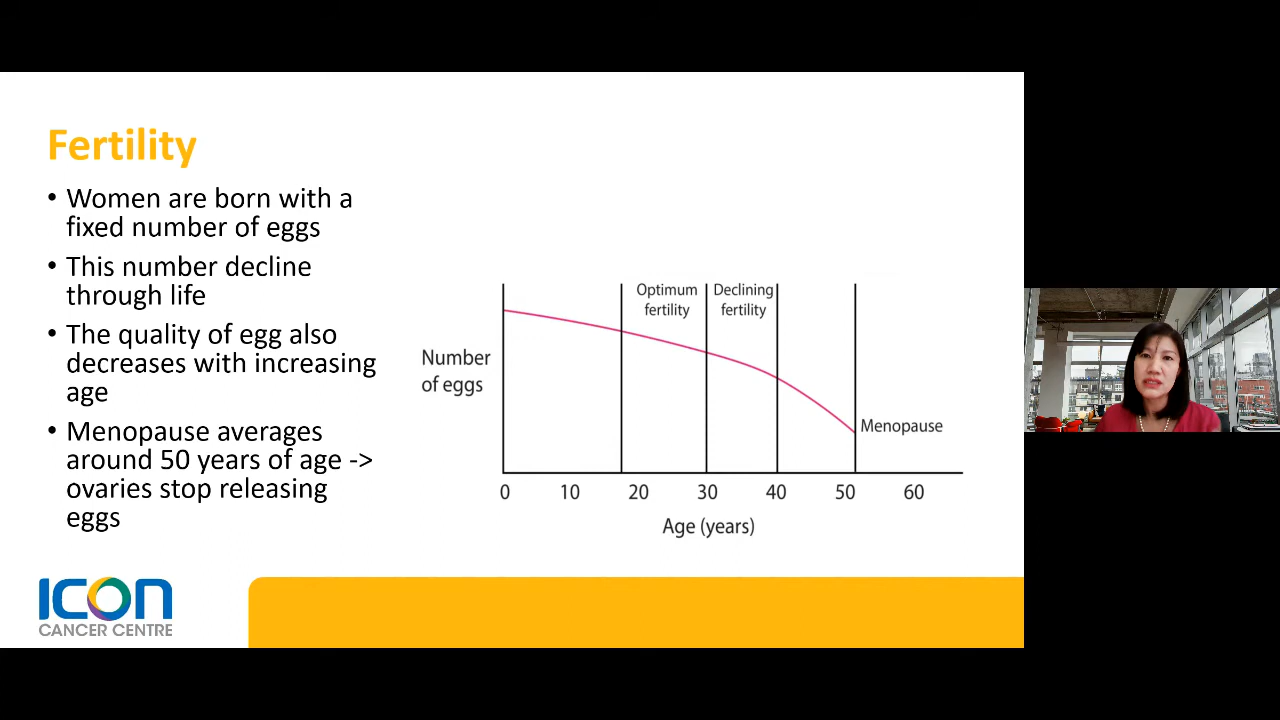 Fertility
• Women are born with a
fixed number of eggs
• This number decline
through life
• The quality of egg also
decreases with increasing
age
• Menopause averages
around 50 years of age ->
ovaries stop releasing
eggs
Optimum
fertility
Declining
fertility
Number
of eggs
Menopause
0 10 20 30 40 50 60
Age (years)
ICON
CANCER CENTRE